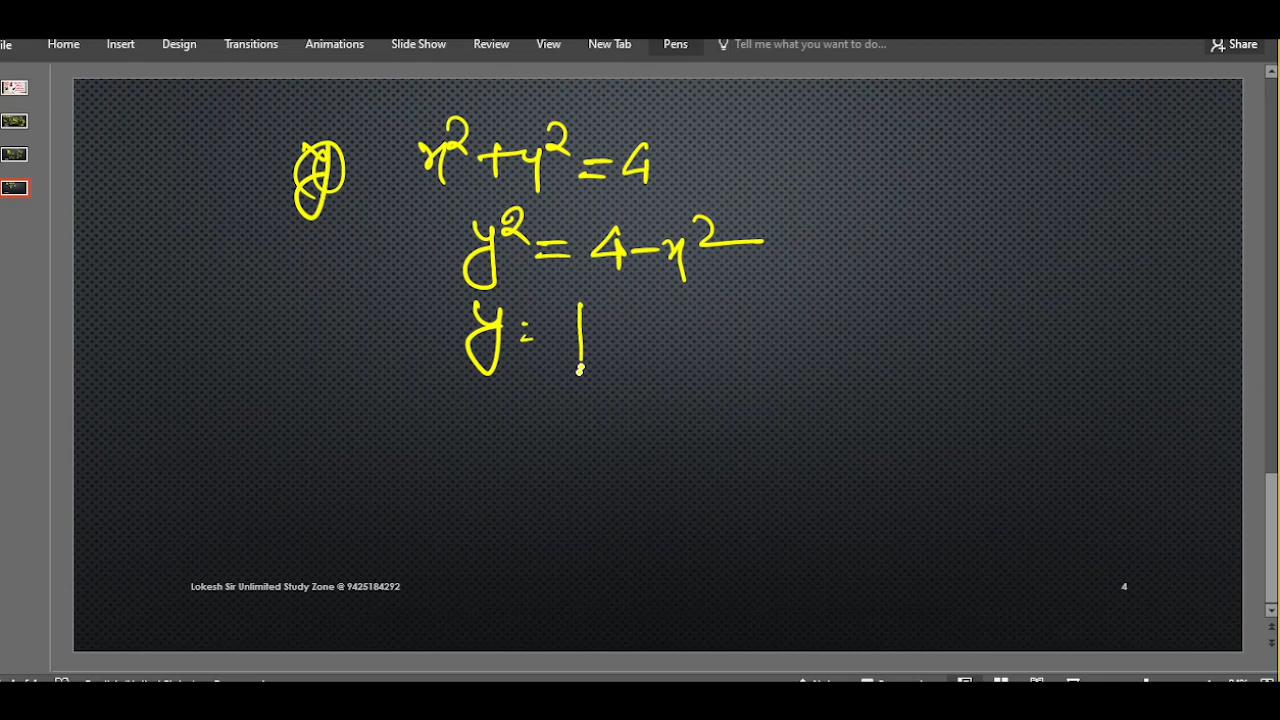 File
Home Insert Design Transitions Animations Slide Show Review View New Tab Pens Tell me what you want to do... Share
x² + y² = 4
y² = 4 - x²
y =
Lokesh Sir Unlimited Study Zone @ 9425184292 4